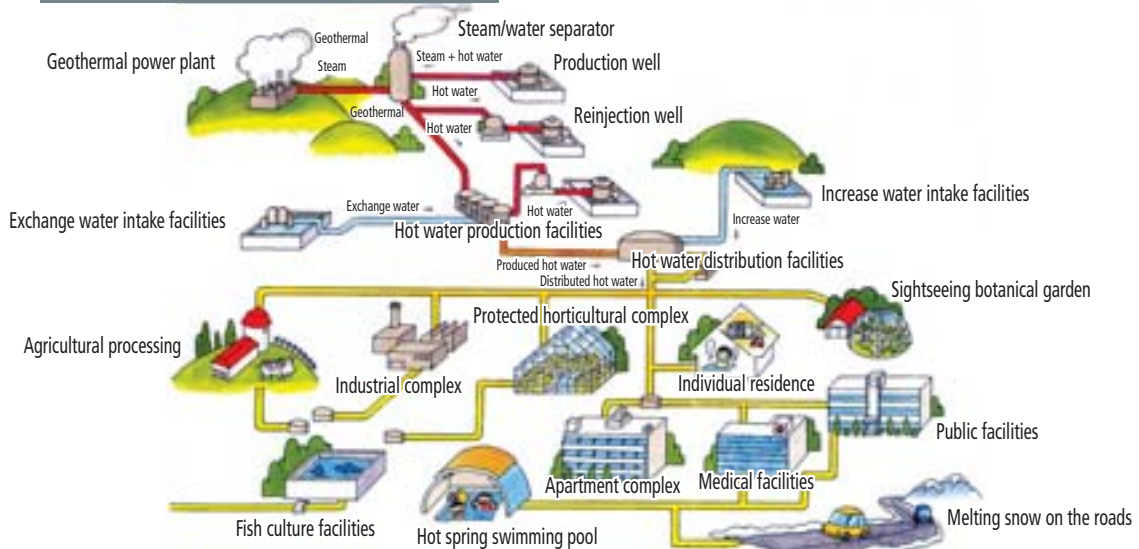 Steam/water separator
Geothermal
Geothermal power plant
Steam
Steam + hot water
Production well
Hot water
Geothermal
Hot water
Reinjection well
Increase water intake facilities
Exchange water intake facilities
Exchange water
Hot water
Hot water production facilities
Increase water
Produced hot water
Hot water distribution facilities
Distributed hot water
Sightseeing botanical garden
Protected horticultural complex
Agricultural processing
Industrial complex
Individual residence
Public facilities
Apartment complex
Medical facilities
Fish culture facilities
Hot spring swimming pool
Melting snow on the roads